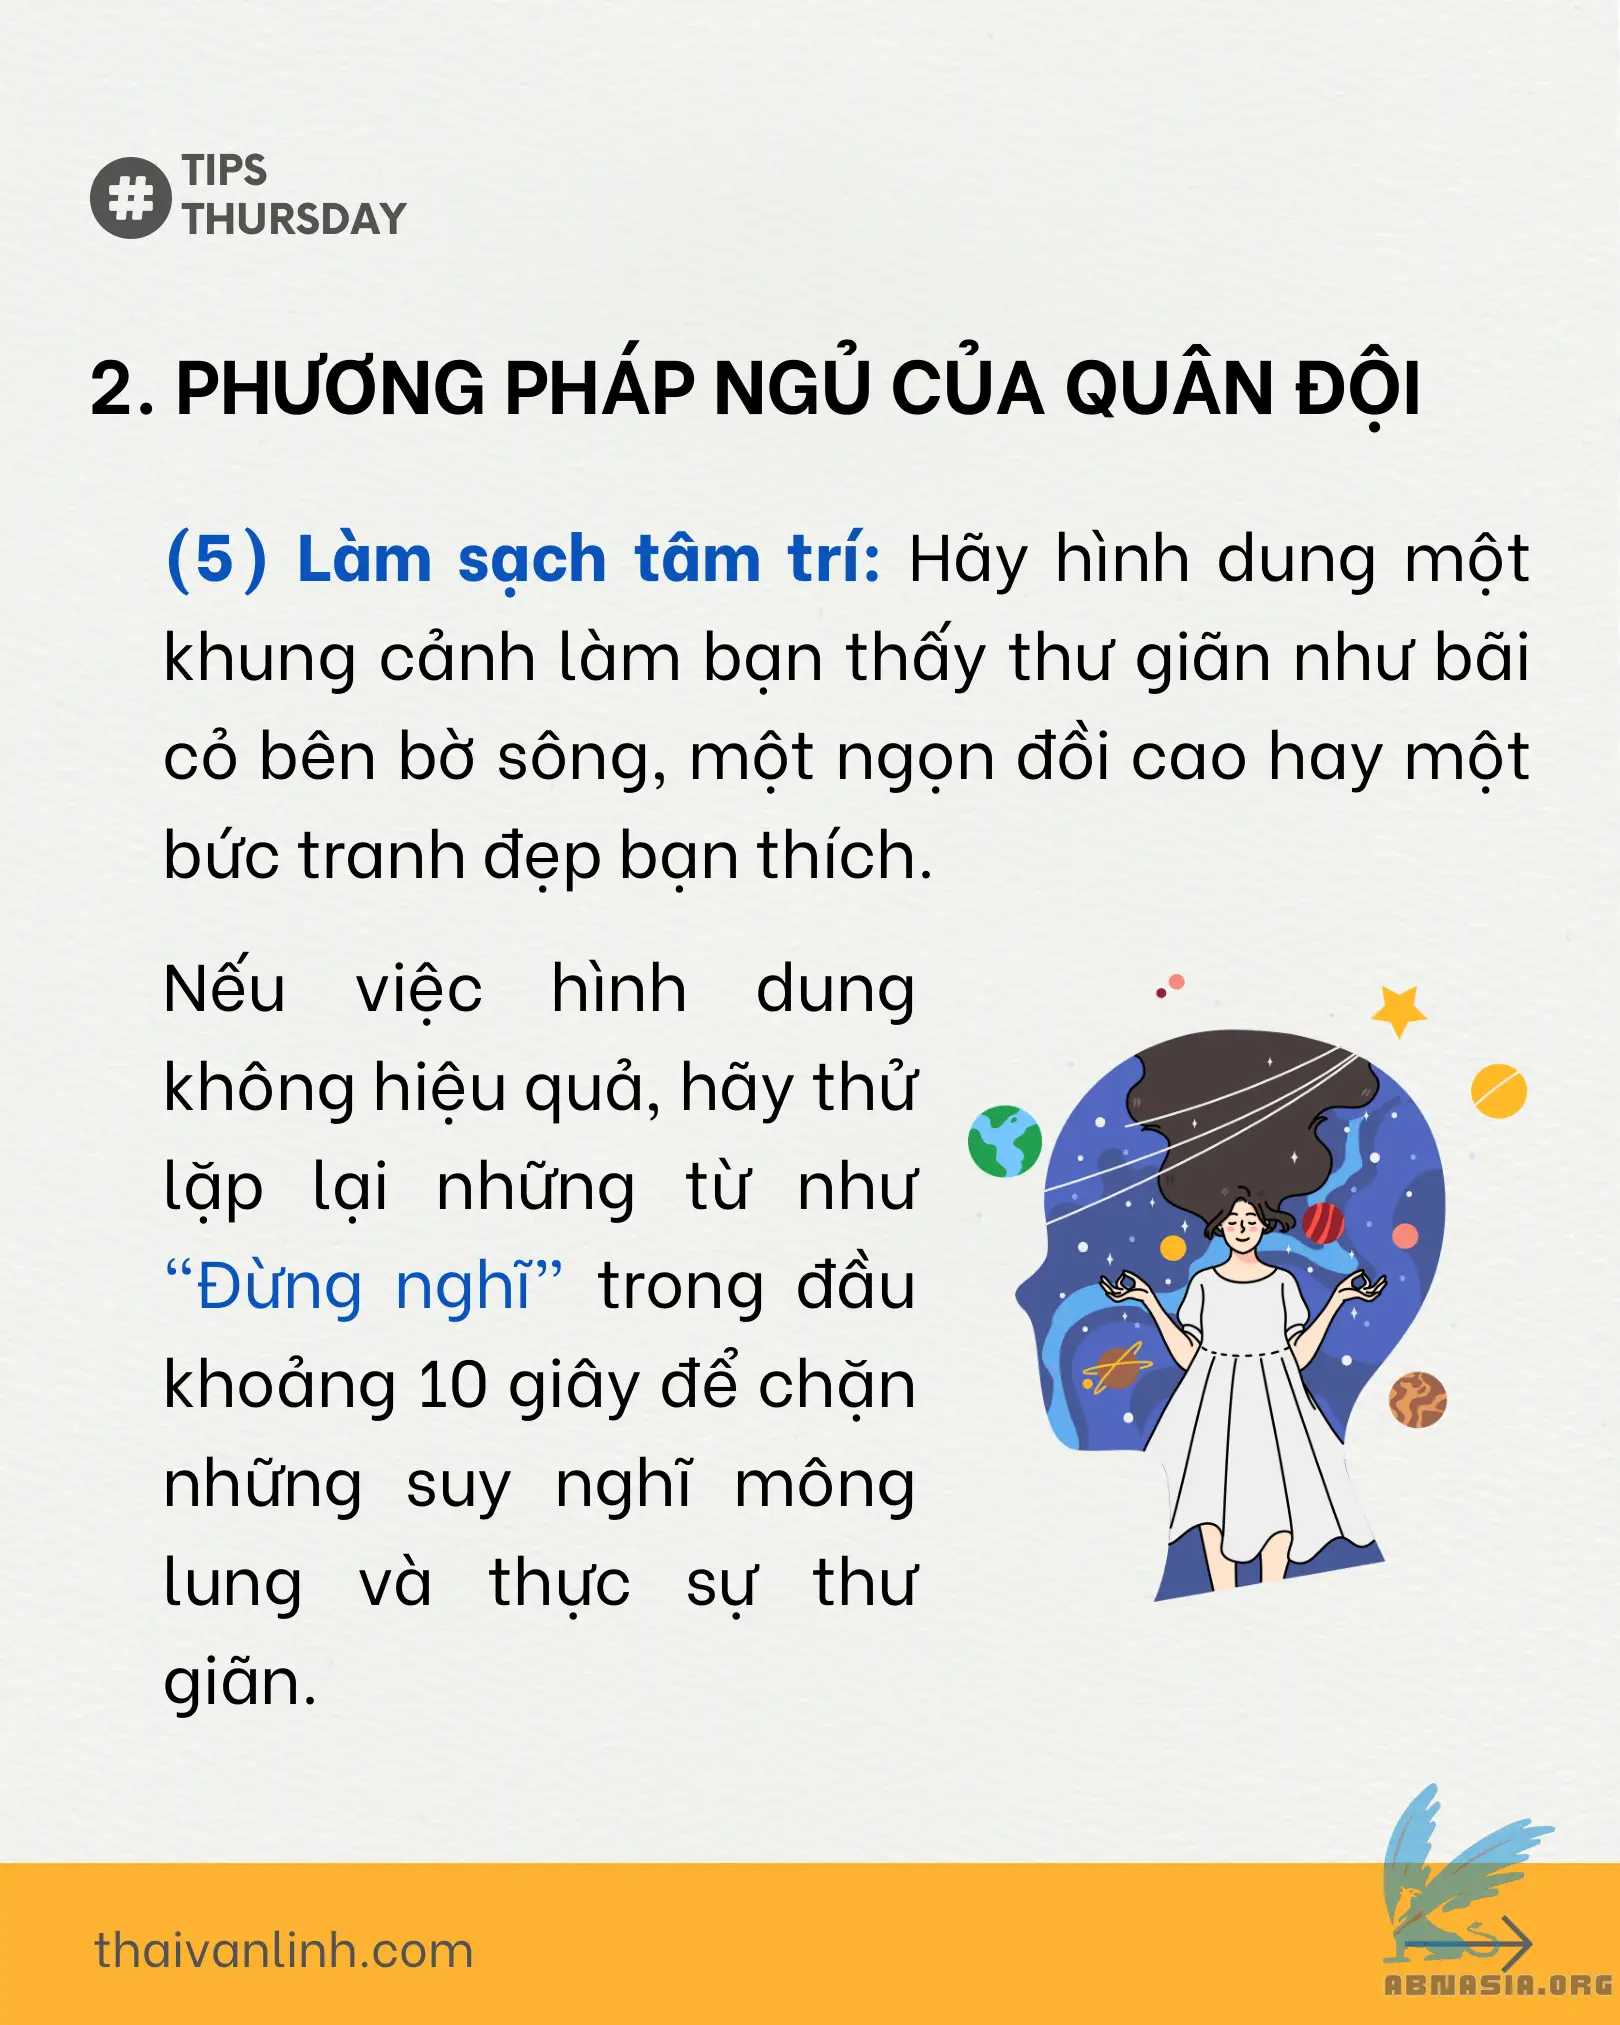 #
TIPS
THURSDAY
2. PHƯƠNG PHÁP NGỦ CỦA QUÂN ĐỘI
(5) Làm sạch tâm trí: Hãy hình dung một
khung cảnh làm bạn thấy thư giãn như bãi
cỏ bên bờ sông, một ngọn đồi cao hay một
bức tranh đẹp bạn thích.
Nếu việc hình dung
không hiệu quả, hãy thử
lặp lại những từ như
“Đừng nghĩ” trong đầu
khoảng 10 giây để chặn
những suy nghĩ mông
lung và thực sự thư
giãn.
thaivanlinh.com
ABNASIA.ORG